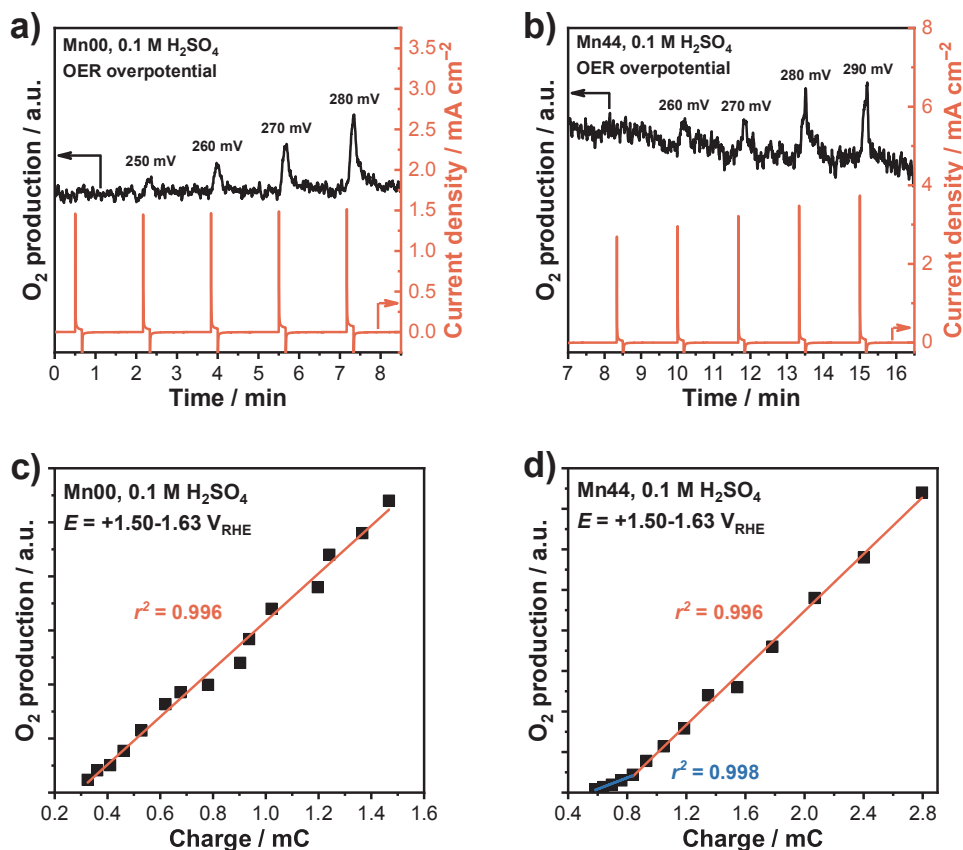 a)
Mn00, 0.1 M H₂SO₄
OER overpotential
250 mV
260 mV
270 mV
280 mV
O₂ production / a.u.
3.5
3.0
2.5
2.0
1.5
1.0
0.5
0.0
Current density / mA cm⁻²
0 1 2 3 4 5 6 7 8
Time / min
b)
Mn44, 0.1 M H₂SO₄
OER overpotential
260 mV
270 mV
280 mV
290 mV
O₂ production / a.u.
8
6
4
2
0
Current density / mA cm⁻²
7 8 9 10 11 12 13 14 15 16
Time / min
c)
Mn00, 0.1 M H₂SO₄
E = +1.50-1.63 V_RHE
r² = 0.996
O₂ production / a.u.
0.2 0.4 0.6 0.8 1.0 1.2 1.4 1.6
Charge / mC
d)
Mn44, 0.1 M H₂SO₄
E = +1.50-1.63 V_RHE
r² = 0.996
r² = 0.998
O₂ production / a.u.
0.4 0.8 1.2 1.6 2.0 2.4 2.8
Charge / mC